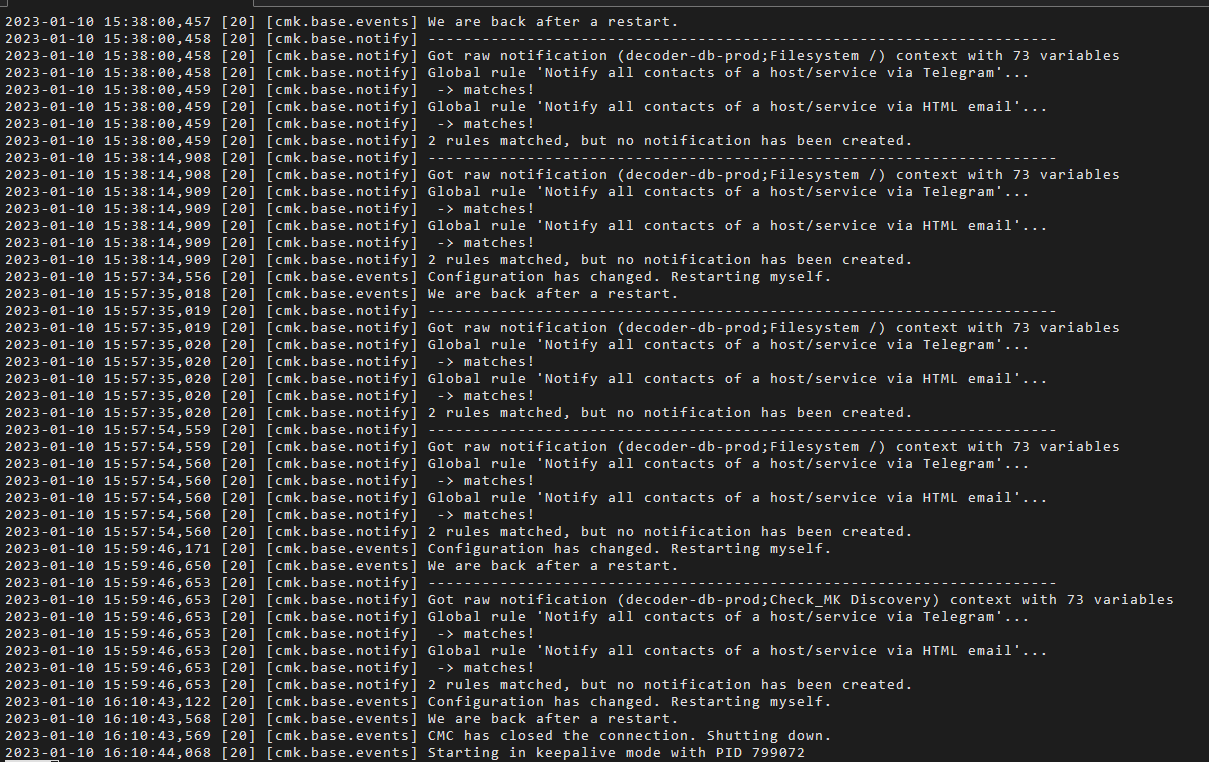 2023-01-10 15:38:00,457 [20] [cmk.base.events] We are back after a restart.
2023-01-10 15:38:00,458 [20] [cmk.base.notify] ----------------------------------------------------------------------
2023-01-10 15:38:00,458 [20] [cmk.base.notify] Got raw notification (decoder-db-prod;Filesystem /) context with 73 variables
2023-01-10 15:38:00,458 [20] [cmk.base.notify] Global rule 'Notify all contacts of a host/service via Telegram'...
2023-01-10 15:38:00,459 [20] [cmk.base.notify]  -> matches!
2023-01-10 15:38:00,459 [20] [cmk.base.notify] Global rule 'Notify all contacts of a host/service via HTML email'...
2023-01-10 15:38:00,459 [20] [cmk.base.notify]  -> matches!
2023-01-10 15:38:00,459 [20] [cmk.base.notify] 2 rules matched, but no notification has been created.
2023-01-10 15:38:14,908 [20] [cmk.base.notify] ----------------------------------------------------------------------
2023-01-10 15:38:14,908 [20] [cmk.base.notify] Got raw notification (decoder-db-prod;Filesystem /) context with 73 variables
2023-01-10 15:38:14,909 [20] [cmk.base.notify] Global rule 'Notify all contacts of a host/service via Telegram'...
2023-01-10 15:38:14,909 [20] [cmk.base.notify]  -> matches!
2023-01-10 15:38:14,909 [20] [cmk.base.notify] Global rule 'Notify all contacts of a host/service via HTML email'...
2023-01-10 15:38:14,909 [20] [cmk.base.notify]  -> matches!
2023-01-10 15:38:14,909 [20] [cmk.base.notify] 2 rules matched, but no notification has been created.
2023-01-10 15:57:34,556 [20] [cmk.base.events] Configuration has changed. Restarting myself.
2023-01-10 15:57:35,018 [20] [cmk.base.events] We are back after a restart.
2023-01-10 15:57:35,019 [20] [cmk.base.notify] ----------------------------------------------------------------------
2023-01-10 15:57:35,019 [20] [cmk.base.notify] Got raw notification (decoder-db-prod;Filesystem /) context with 73 variables
2023-01-10 15:57:35,020 [20] [cmk.base.notify] Global rule 'Notify all contacts of a host/service via Telegram'...
2023-01-10 15:57:35,020 [20] [cmk.base.notify]  -> matches!
2023-01-10 15:57:35,020 [20] [cmk.base.notify] Global rule 'Notify all contacts of a host/service via HTML email'...
2023-01-10 15:57:35,020 [20] [cmk.base.notify]  -> matches!
2023-01-10 15:57:35,020 [20] [cmk.base.notify] 2 rules matched, but no notification has been created.
2023-01-10 15:57:54,559 [20] [cmk.base.notify] ----------------------------------------------------------------------
2023-01-10 15:57:54,559 [20] [cmk.base.notify] Got raw notification (decoder-db-prod;Filesystem /) context with 73 variables
2023-01-10 15:57:54,560 [20] [cmk.base.notify] Global rule 'Notify all contacts of a host/service via Telegram'...
2023-01-10 15:57:54,560 [20] [cmk.base.notify]  -> matches!
2023-01-10 15:57:54,560 [20] [cmk.base.notify] Global rule 'Notify all contacts of a host/service via HTML email'...
2023-01-10 15:57:54,560 [20] [cmk.base.notify]  -> matches!
2023-01-10 15:57:54,560 [20] [cmk.base.notify] 2 rules matched, but no notification has been created.
2023-01-10 15:59:46,171 [20] [cmk.base.events] Configuration has changed. Restarting myself.
2023-01-10 15:59:46,650 [20] [cmk.base.events] We are back after a restart.
2023-01-10 15:59:46,653 [20] [cmk.base.notify] ----------------------------------------------------------------------
2023-01-10 15:59:46,653 [20] [cmk.base.notify] Got raw notification (decoder-db-prod;Check_MK Discovery) context with 73 variables
2023-01-10 15:59:46,653 [20] [cmk.base.notify] Global rule 'Notify all contacts of a host/service via Telegram'...
2023-01-10 15:59:46,653 [20] [cmk.base.notify]  -> matches!
2023-01-10 15:59:46,653 [20] [cmk.base.notify] Global rule 'Notify all contacts of a host/service via HTML email'...
2023-01-10 15:59:46,653 [20] [cmk.base.notify]  -> matches!
2023-01-10 15:59:46,653 [20] [cmk.base.notify] 2 rules matched, but no notification has been created.
2023-01-10 16:10:43,122 [20] [cmk.base.events] Configuration has changed. Restarting myself.
2023-01-10 16:10:43,568 [20] [cmk.base.events] We are back after a restart.
2023-01-10 16:10:43,569 [20] [cmk.base.events] CMC has closed the connection. Shutting down.
2023-01-10 16:10:44,068 [20] [cmk.base.events] Starting in keepalive mode with PID 799072